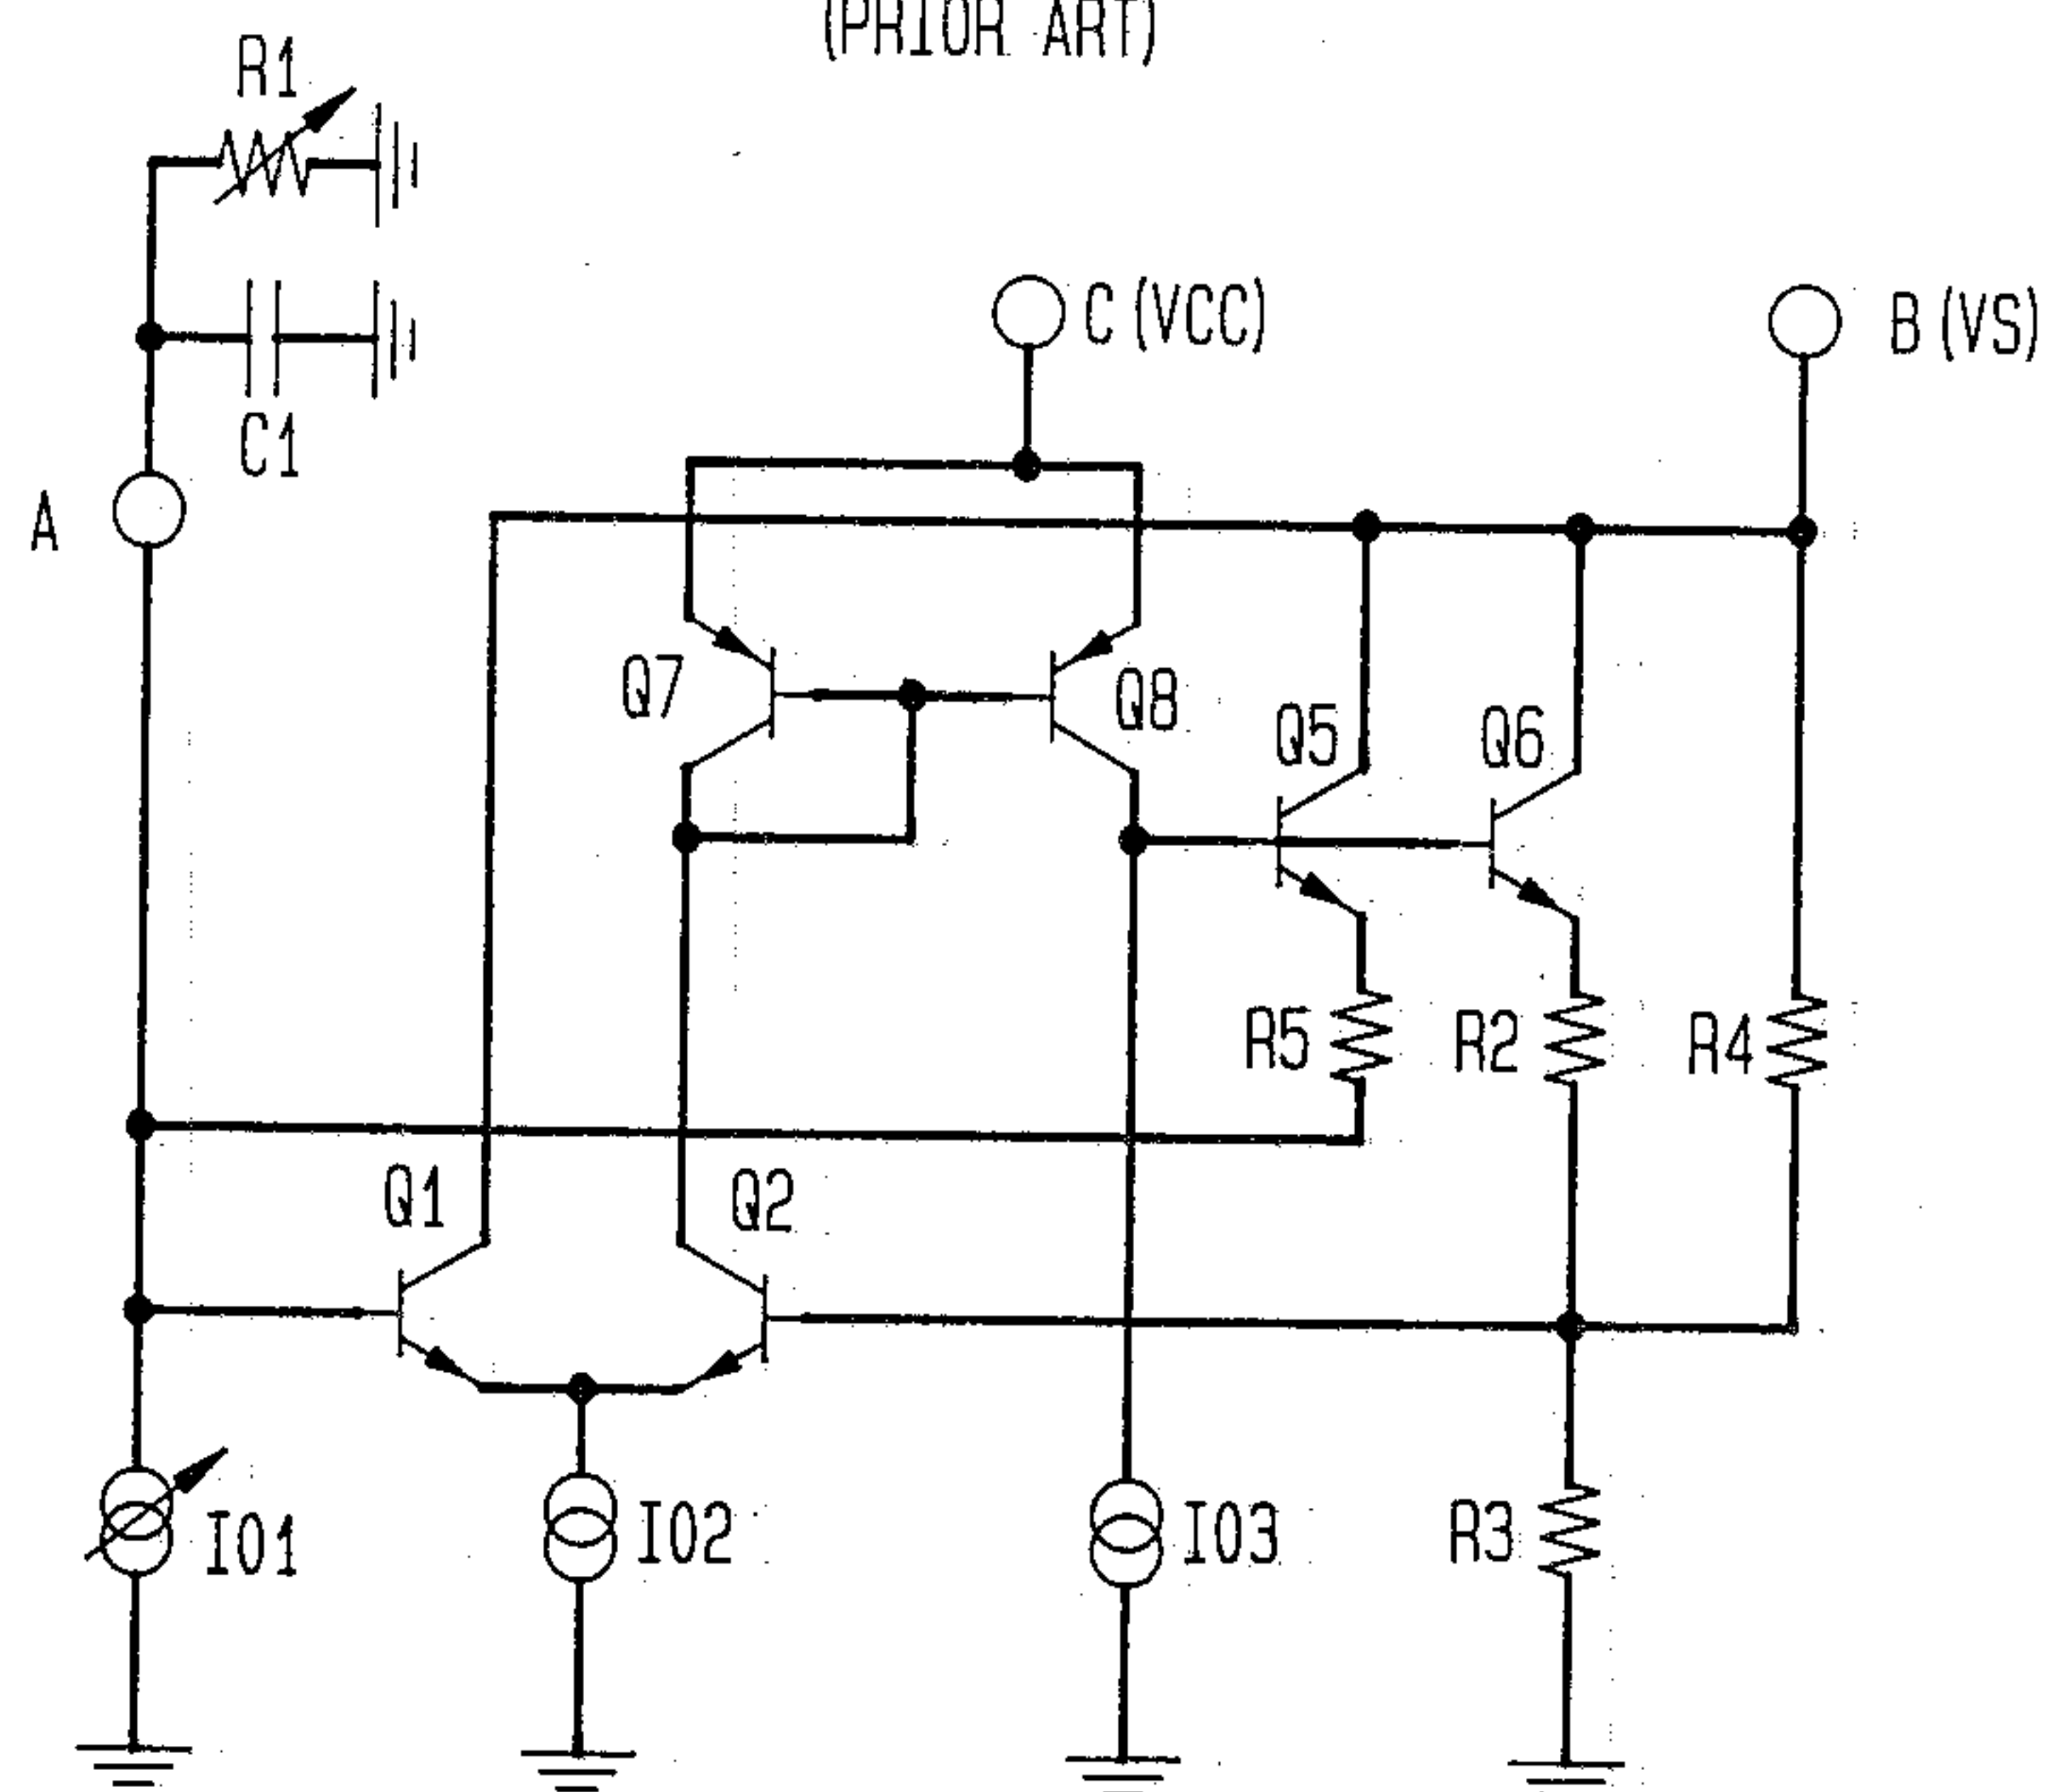 (PRIOR ART)
R1
C1
C (VCC)
B (VS)
A
Q7
Q8
Q5
Q6
R5
R2
R4
Q1
Q2
I01
I02
I03
R3